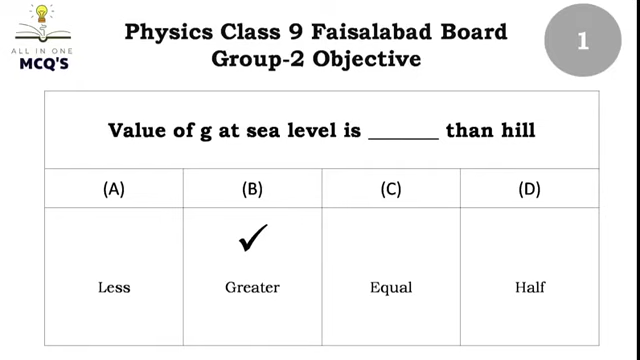 ALL IN ONE
MCQ'S
Physics Class 9 Faisalabad Board
Group-2 Objective
1
Value of g at sea level is _______ than hill
(A) (B) (C) (D)
Less Greater Equal Half